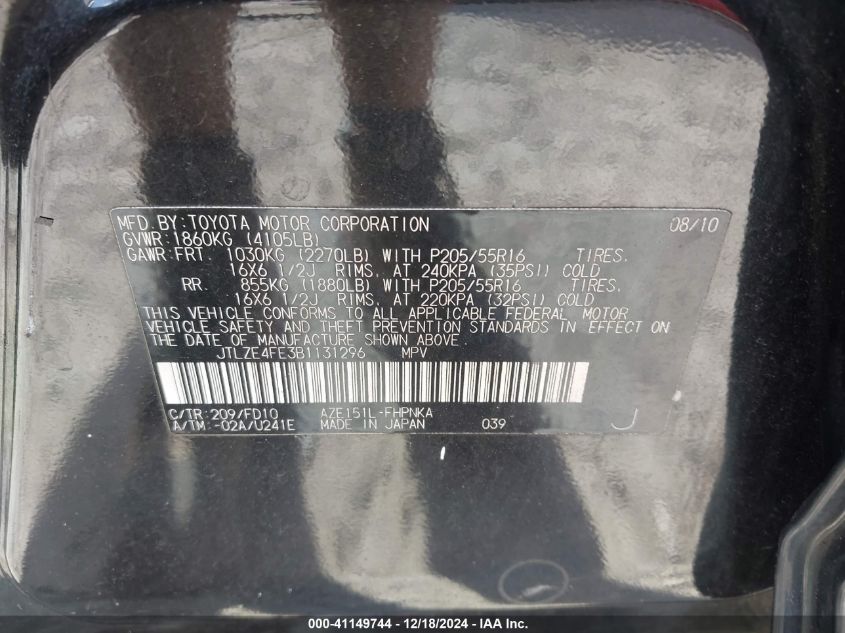 MFD. BY: TOYOTA MOTOR CORPORATION 08/10
GVWR: 1860KG (4105LB)
GAWR: FRT. 1030KG (2270LB) WITH P205/55R16 TIRES.
16X6 1/2J RIMS. AT 240KPA (35PSI) COLD
RR. 855KG (1880LB) WITH P205/55R16 TIRES.
16X6 1/2J RIMS. AT 220KPA (32PSI) COLD
THIS VEHICLE CONFORMS TO ALL APPLICABLE FEDERAL MOTOR
VEHICLE SAFETY AND THEFT PREVENTION STANDARDS IN EFFECT ON
THE DATE OF MANUFACTURE SHOWN ABOVE.
JTLZE4FE3B1131296 MPV
C/TR: 209/FD10 AZE151L-FHPNKA
A/TM: -02A/U241E MADE IN JAPAN 039 J
000-41149744 - 12/18/2024 - IAA Inc.